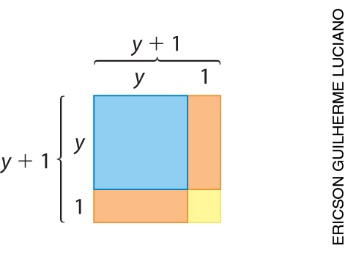 y + 1
y 1
y + 1
y
1
ERICSON GUILHERME LUCIANO